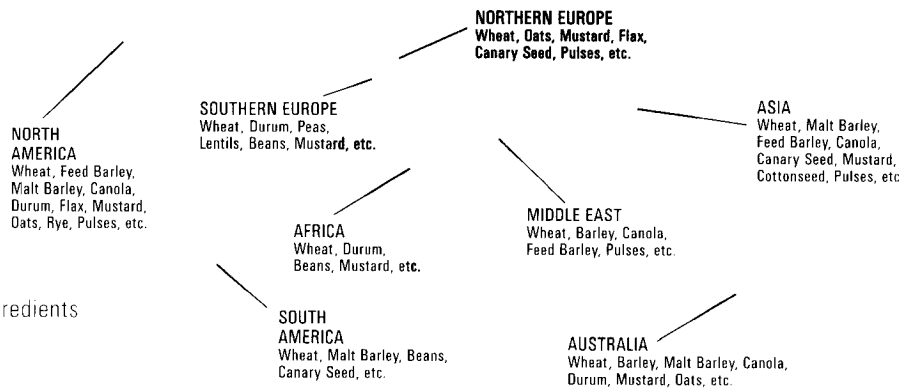 NORTHERN EUROPE
Wheat, Oats, Mustard, Flax,
Canary Seed, Pulses, etc.
SOUTHERN EUROPE
Wheat, Durum, Peas,
Lentils, Beans, Mustard, etc.
ASIA
Wheat, Malt Barley,
Feed Barley, Canola,
Canary Seed, Mustard,
Cottonseed, Pulses, etc
NORTH
AMERICA
Wheat, Feed Barley,
Malt Barley, Canola,
Durum, Flax, Mustard,
Oats, Rye, Pulses, etc.
AFRICA
Wheat, Durum,
Beans, Mustard, etc.
MIDDLE EAST
Wheat, Barley, Canola,
Feed Barley, Pulses, etc.
redients
SOUTH
AMERICA
Wheat, Malt Barley, Beans,
Canary Seed, etc.
AUSTRALIA
Wheat, Barley, Malt Barley, Canola,
Durum, Mustard, Oats, etc.